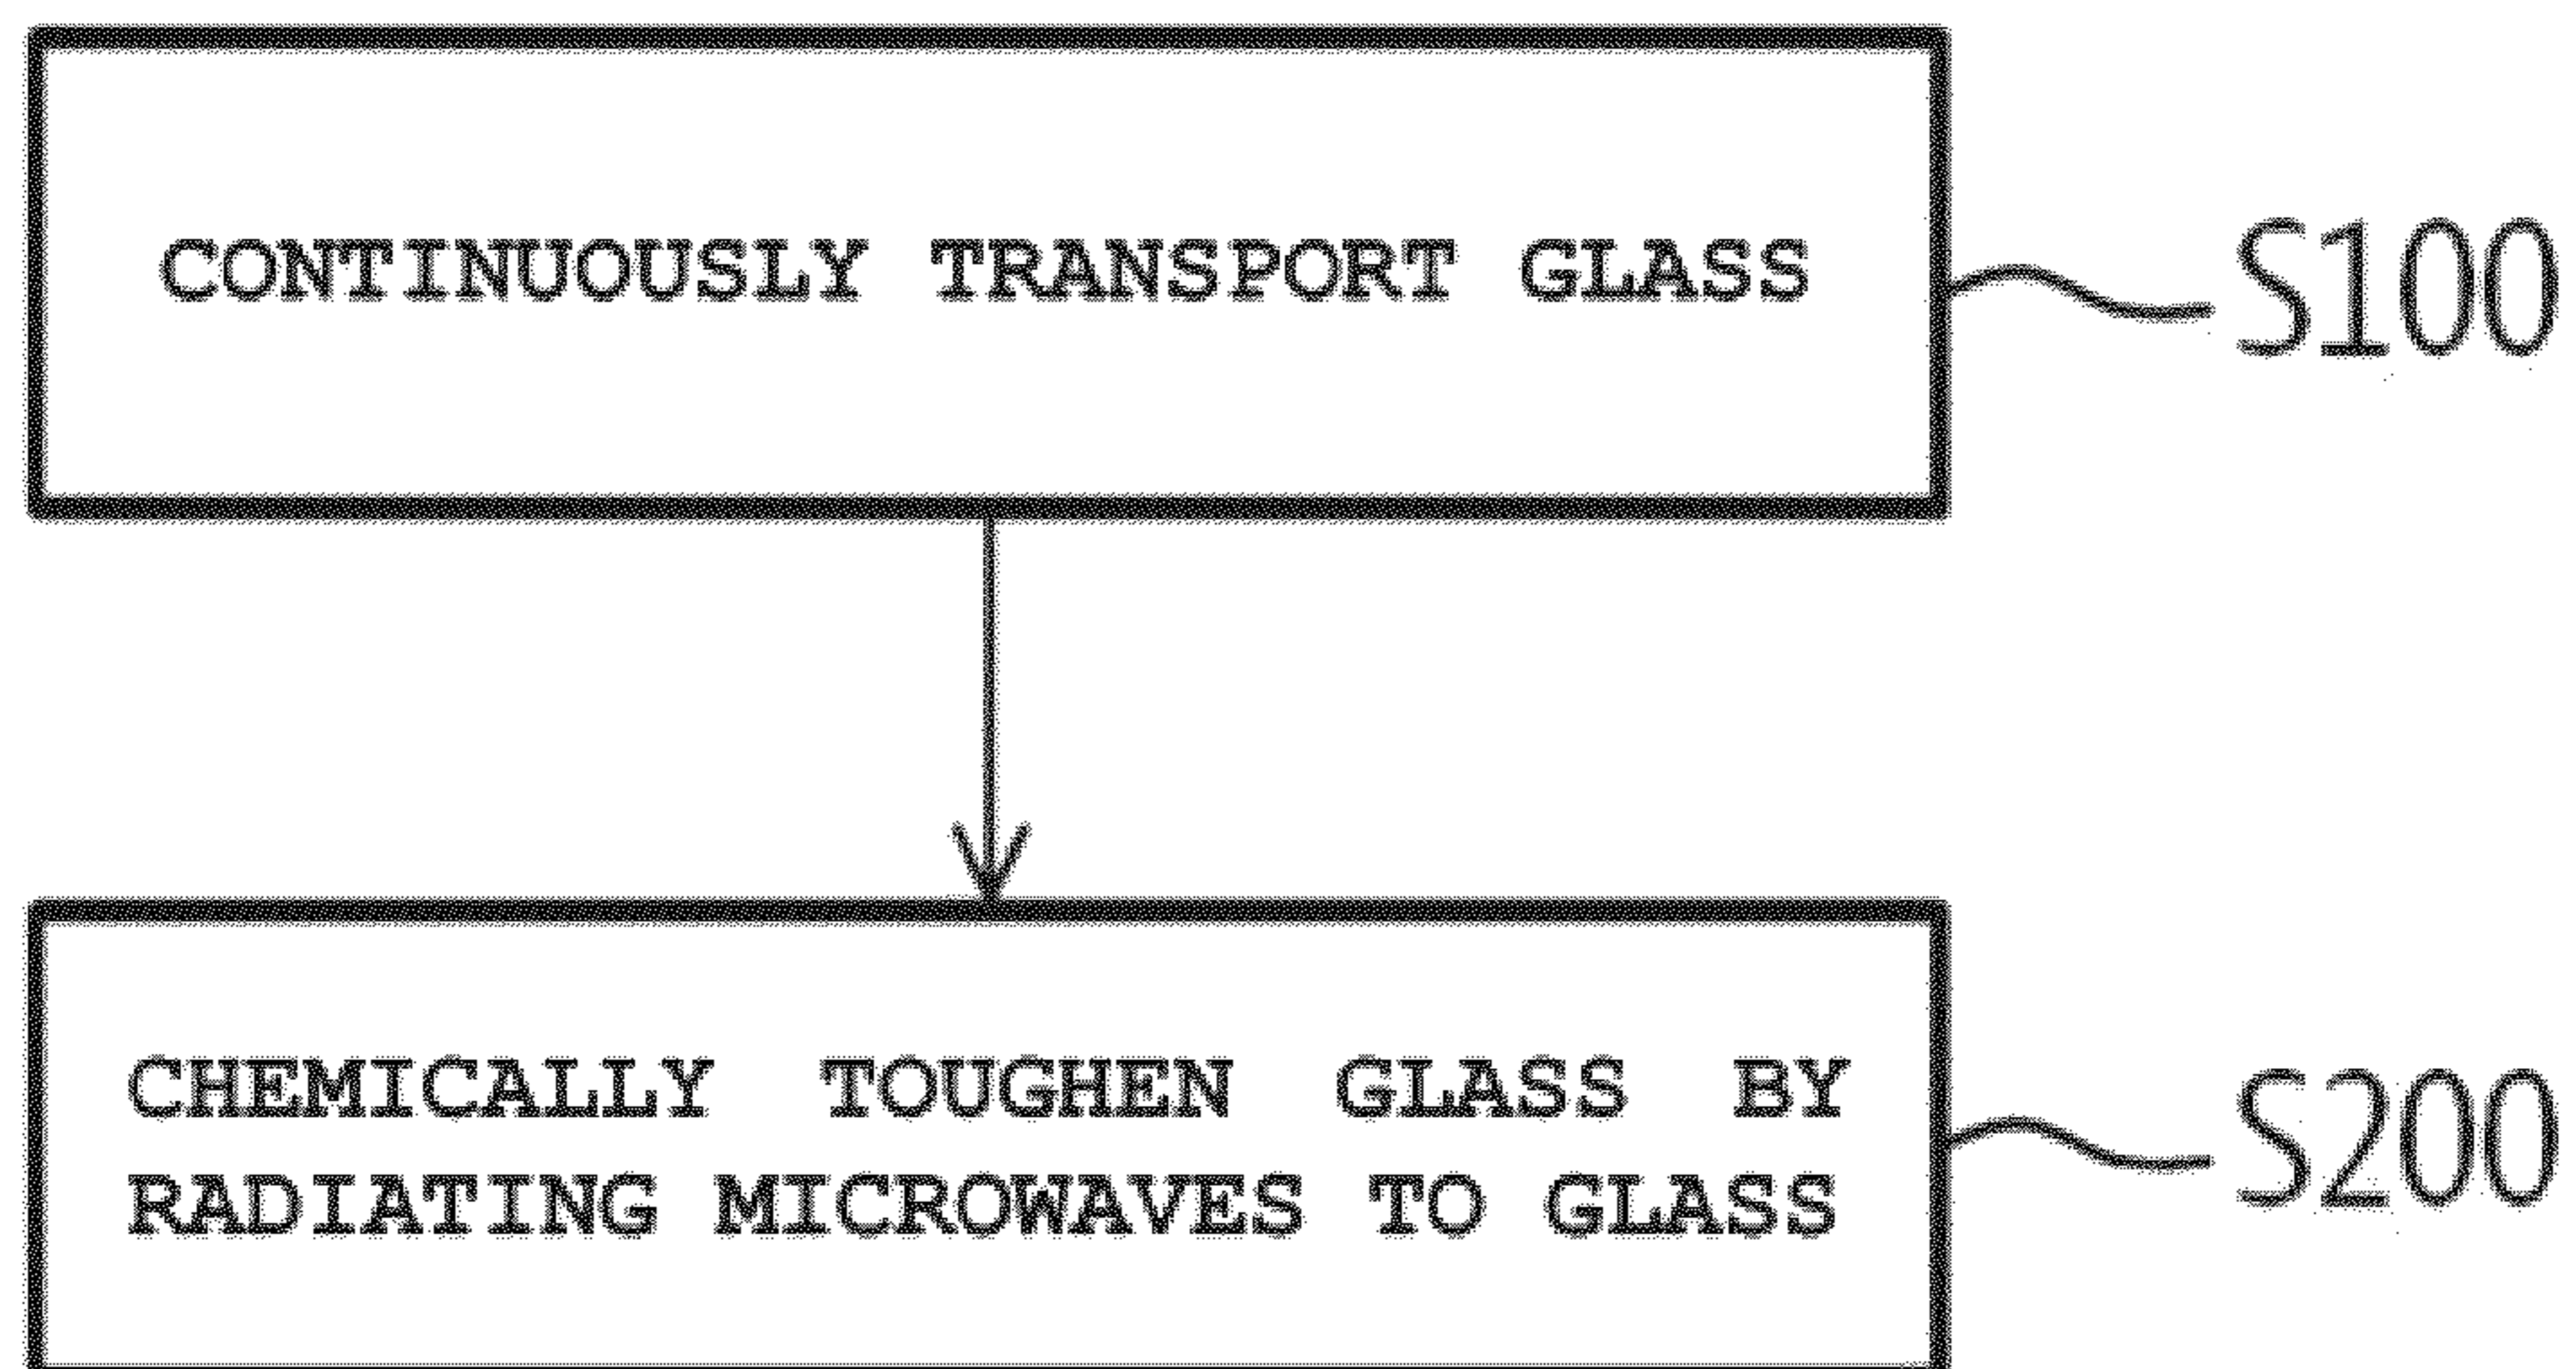 CONTINUOUSLY TRANSPORT GLASS
S100
CHEMICALLY TOUGHEN GLASS BY
RADIATING MICROWAVES TO GLASS
S200